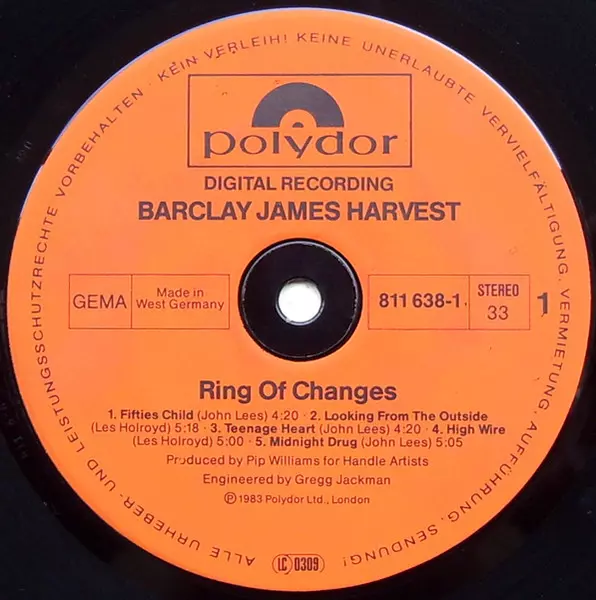 ALLE URHEBER- UND LEISTUNGSSCHUTZRECHTE VORBEHALTEN · KEIN VERLEIH! KEINE UNERLAUBTE VERVIELFÄLTIGUNG, VERMIETUNG, AUFFÜHRUNG, SENDUNG!
polydor
DIGITAL RECORDING
BARCLAY JAMES HARVEST
GEMA
Made in
West Germany
811 638-1
STEREO
33
1
Ring Of Changes
1. Fifties Child (John Lees) 4:20 · 2. Looking From The Outside
(Les Holroyd) 5:18 · 3. Teenage Heart (John Lees) 4:20 · 4. High Wire
(Les Holroyd) 5:00 · 5. Midnight Drug (John Lees) 5:05
Produced by Pip Williams for Handle Artists
Engineered by Gregg Jackman
Ⓟ 1983 Polydor Ltd., London
LC 0309